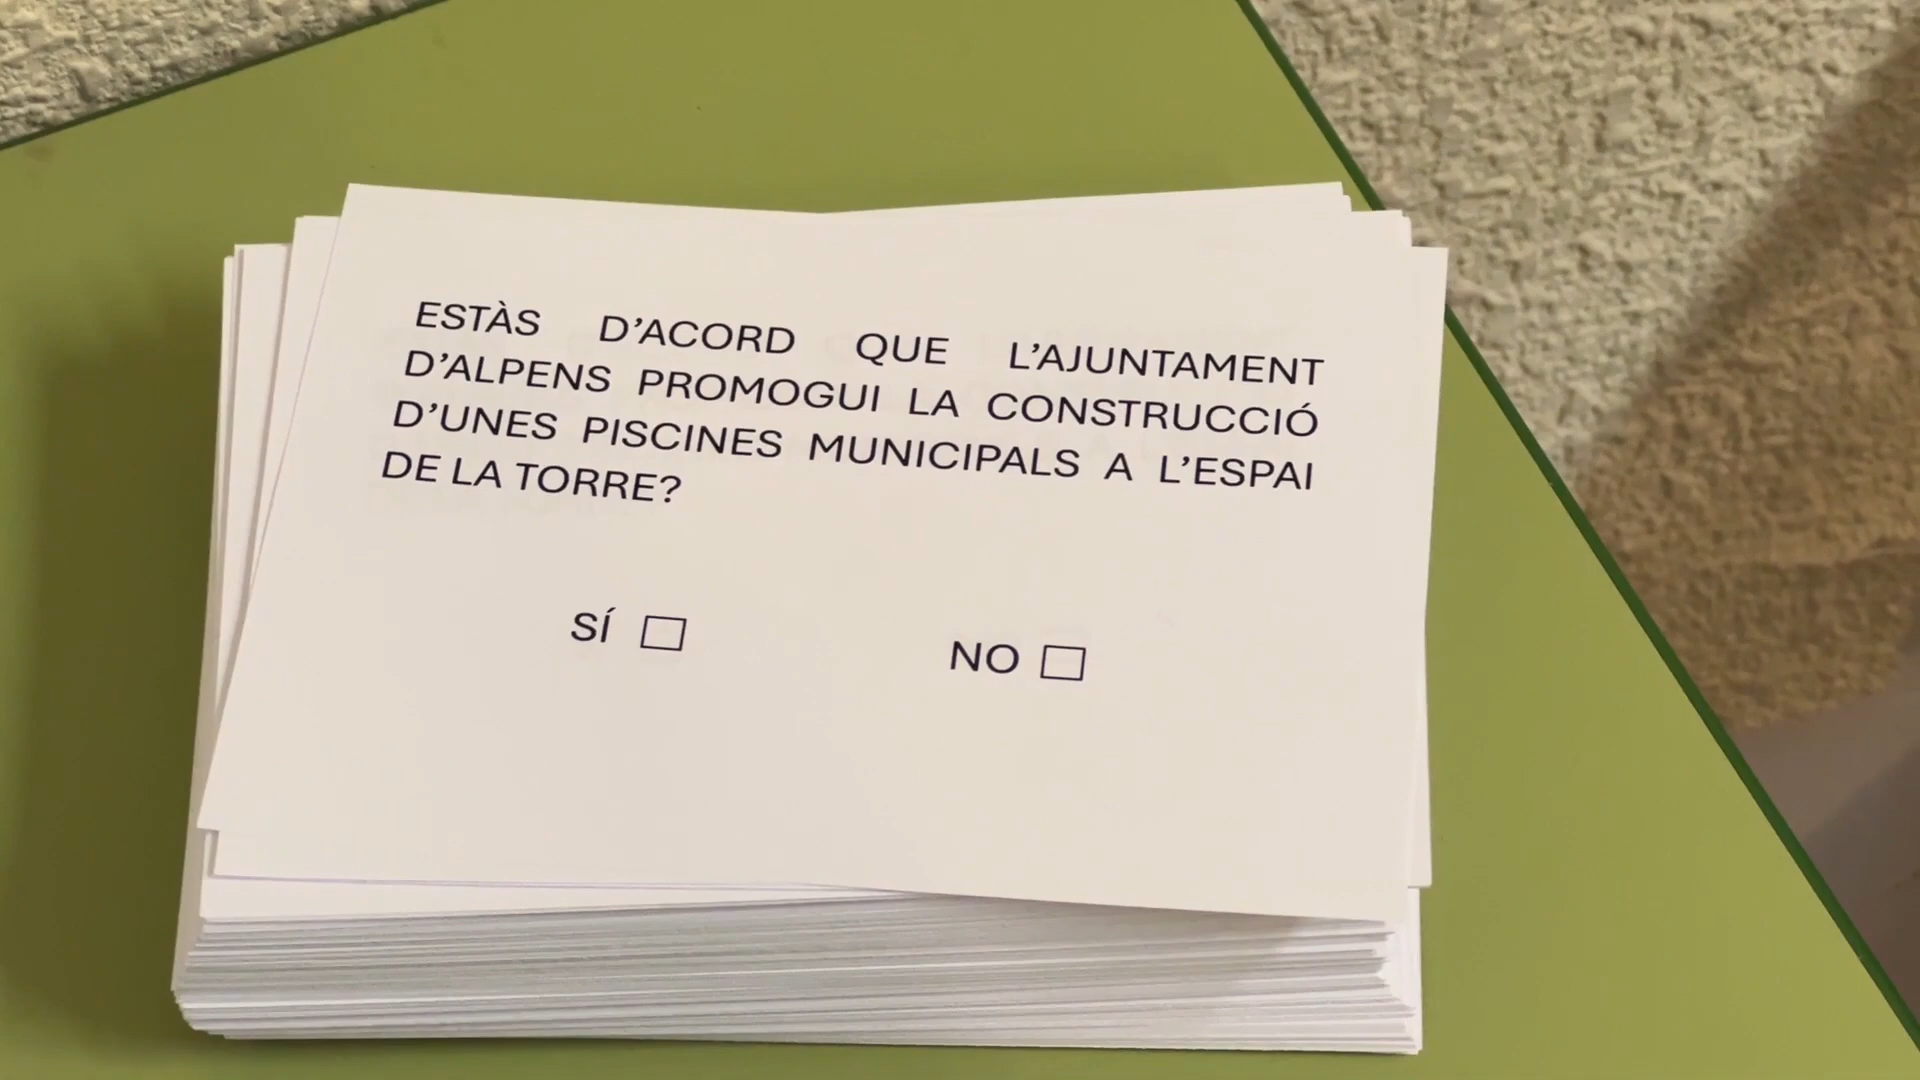 ESTÀS D’ACORD QUE L’AJUNTAMENT
D’ALPENS PROMOGUI LA CONSTRUCCIÓ
D’UNES PISCINES MUNICIPALS A L’ESPAI
DE LA TORRE?
SÍ □ NO □